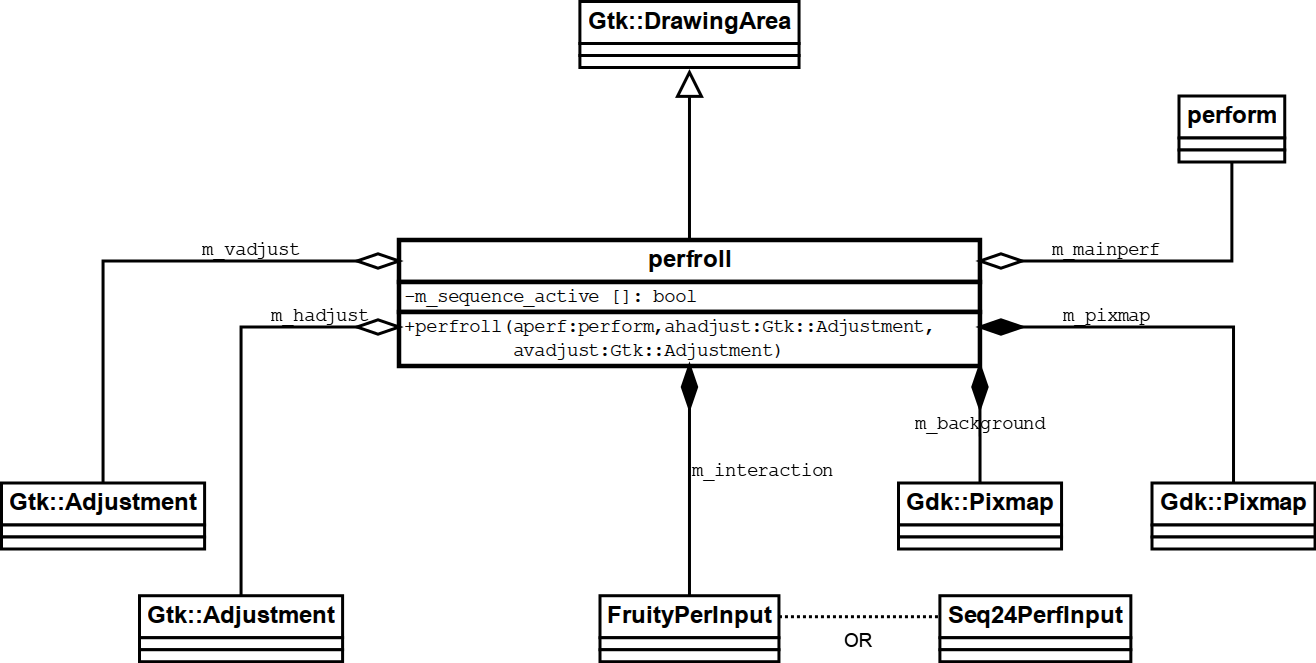 Gtk::DrawingArea
perform
m_vadjust
perfroll
m_mainperf
-m_sequence_active []: bool
m_hadjust
+perfroll(aperf:perform,ahadjust:Gtk::Adjustment,
avadjust:Gtk::Adjustment)
m_pixmap
m_background
m_interaction
Gtk::Adjustment
Gdk::Pixmap
Gdk::Pixmap
Gtk::Adjustment
FruityPerInput
OR
Seq24PerfInput